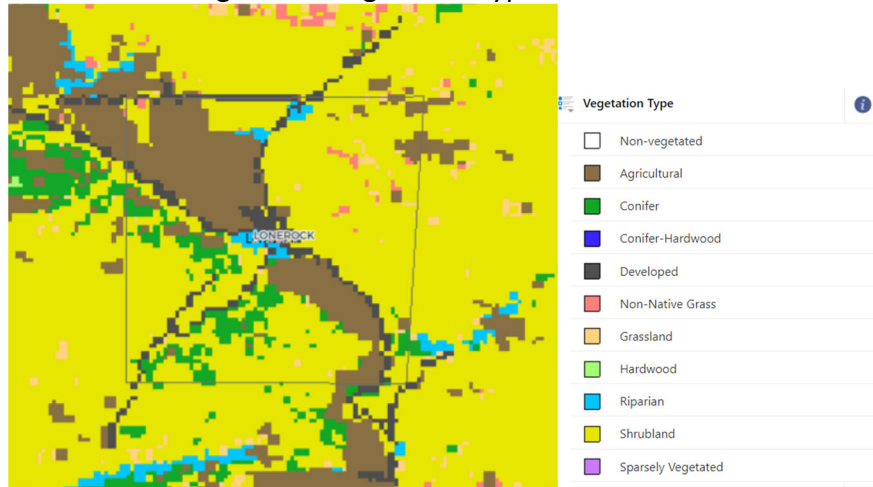 LONEROCK
Vegetation Type
Non-vegetated
Agricultural
Conifer
Conifer-Hardwood
Developed
Non-Native Grass
Grassland
Hardwood
Riparian
Shrubland
Sparsely Vegetated